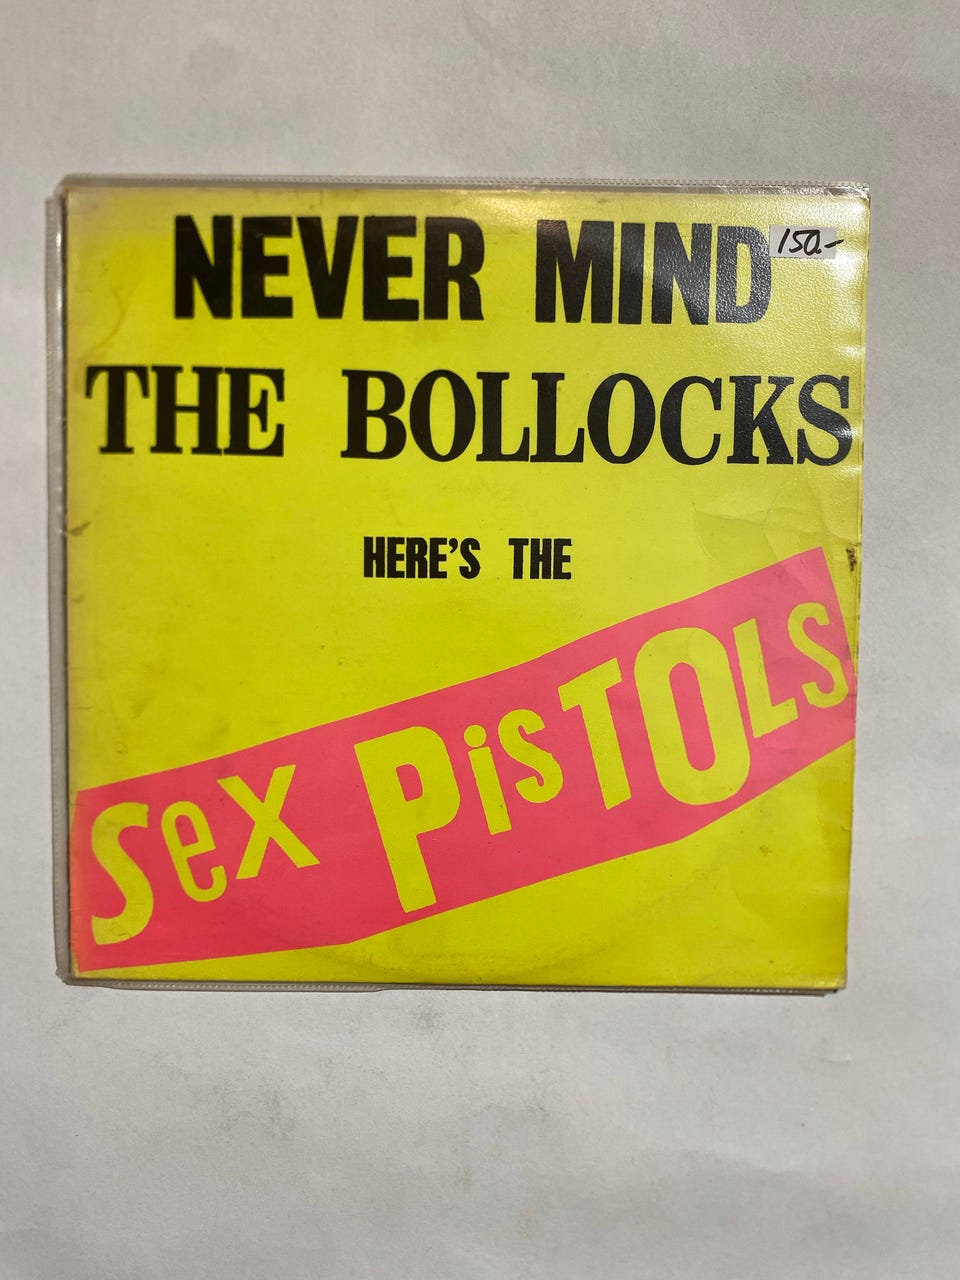 NEVER MIND
150.-
THE BOLLOCKS
HERE'S THE
Sex PisTOLS